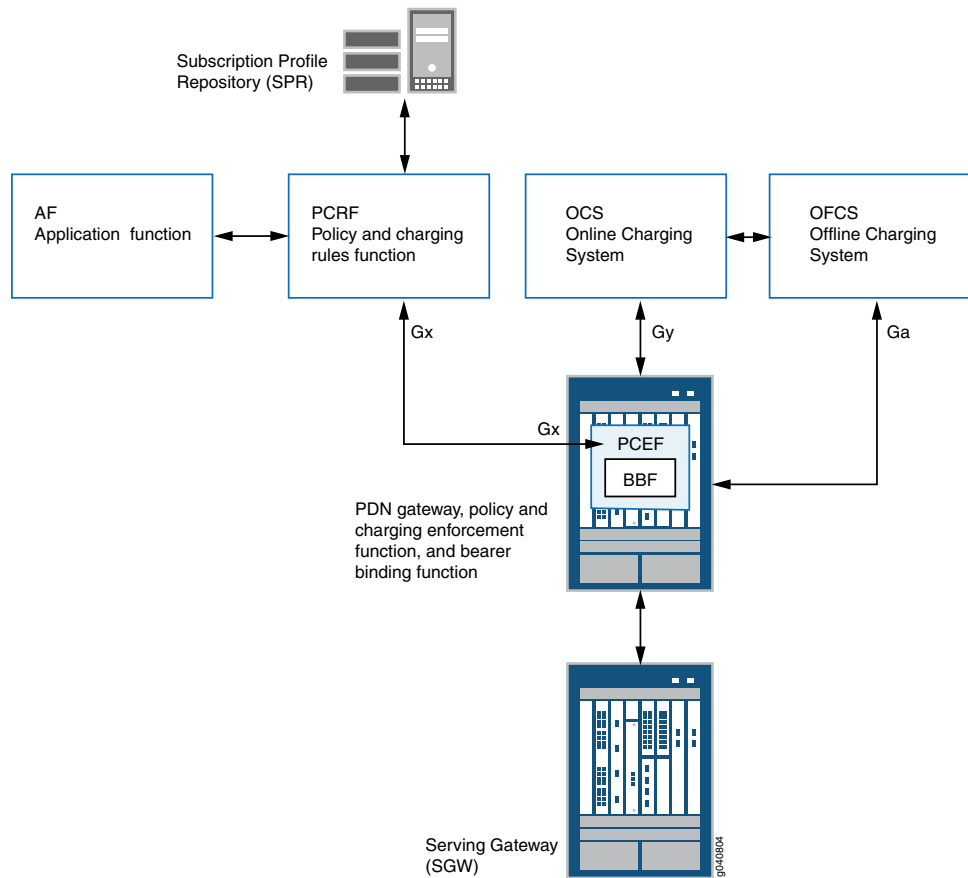 Subscription Profile
Repository (SPR)
AF
Application function
PCRF
Policy and charging
rules function
OCS
Online Charging
System
OFCS
Offline Charging
System
Gx
Gy
Ga
Gx
PCEF
BBF
PDN gateway, policy and
charging enforcement
function, and bearer
binding function
Serving Gateway
(SGW)
g040804